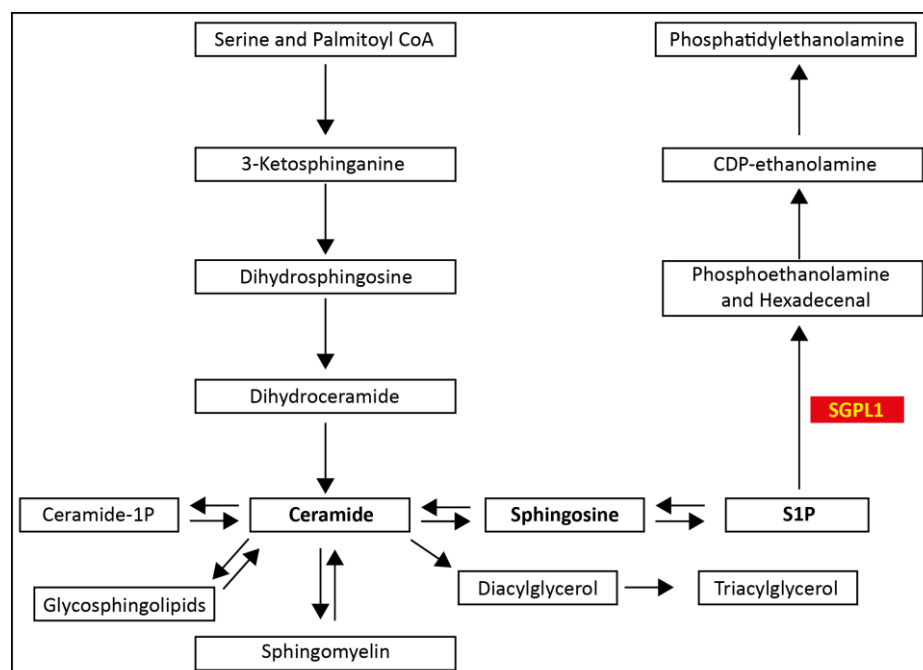 Serine and Palmitoyl CoA
Phosphatidylethanolamine
3-Ketosphinganine
CDP-ethanolamine
Dihydrosphingosine
Phosphoethanolamine
and Hexadecenal
Dihydroceramide
SGPL1
Ceramide-1P
Ceramide
Sphingosine
S1P
Glycosphingolipids
Diacylglycerol
Triacylglycerol
Sphingomyelin